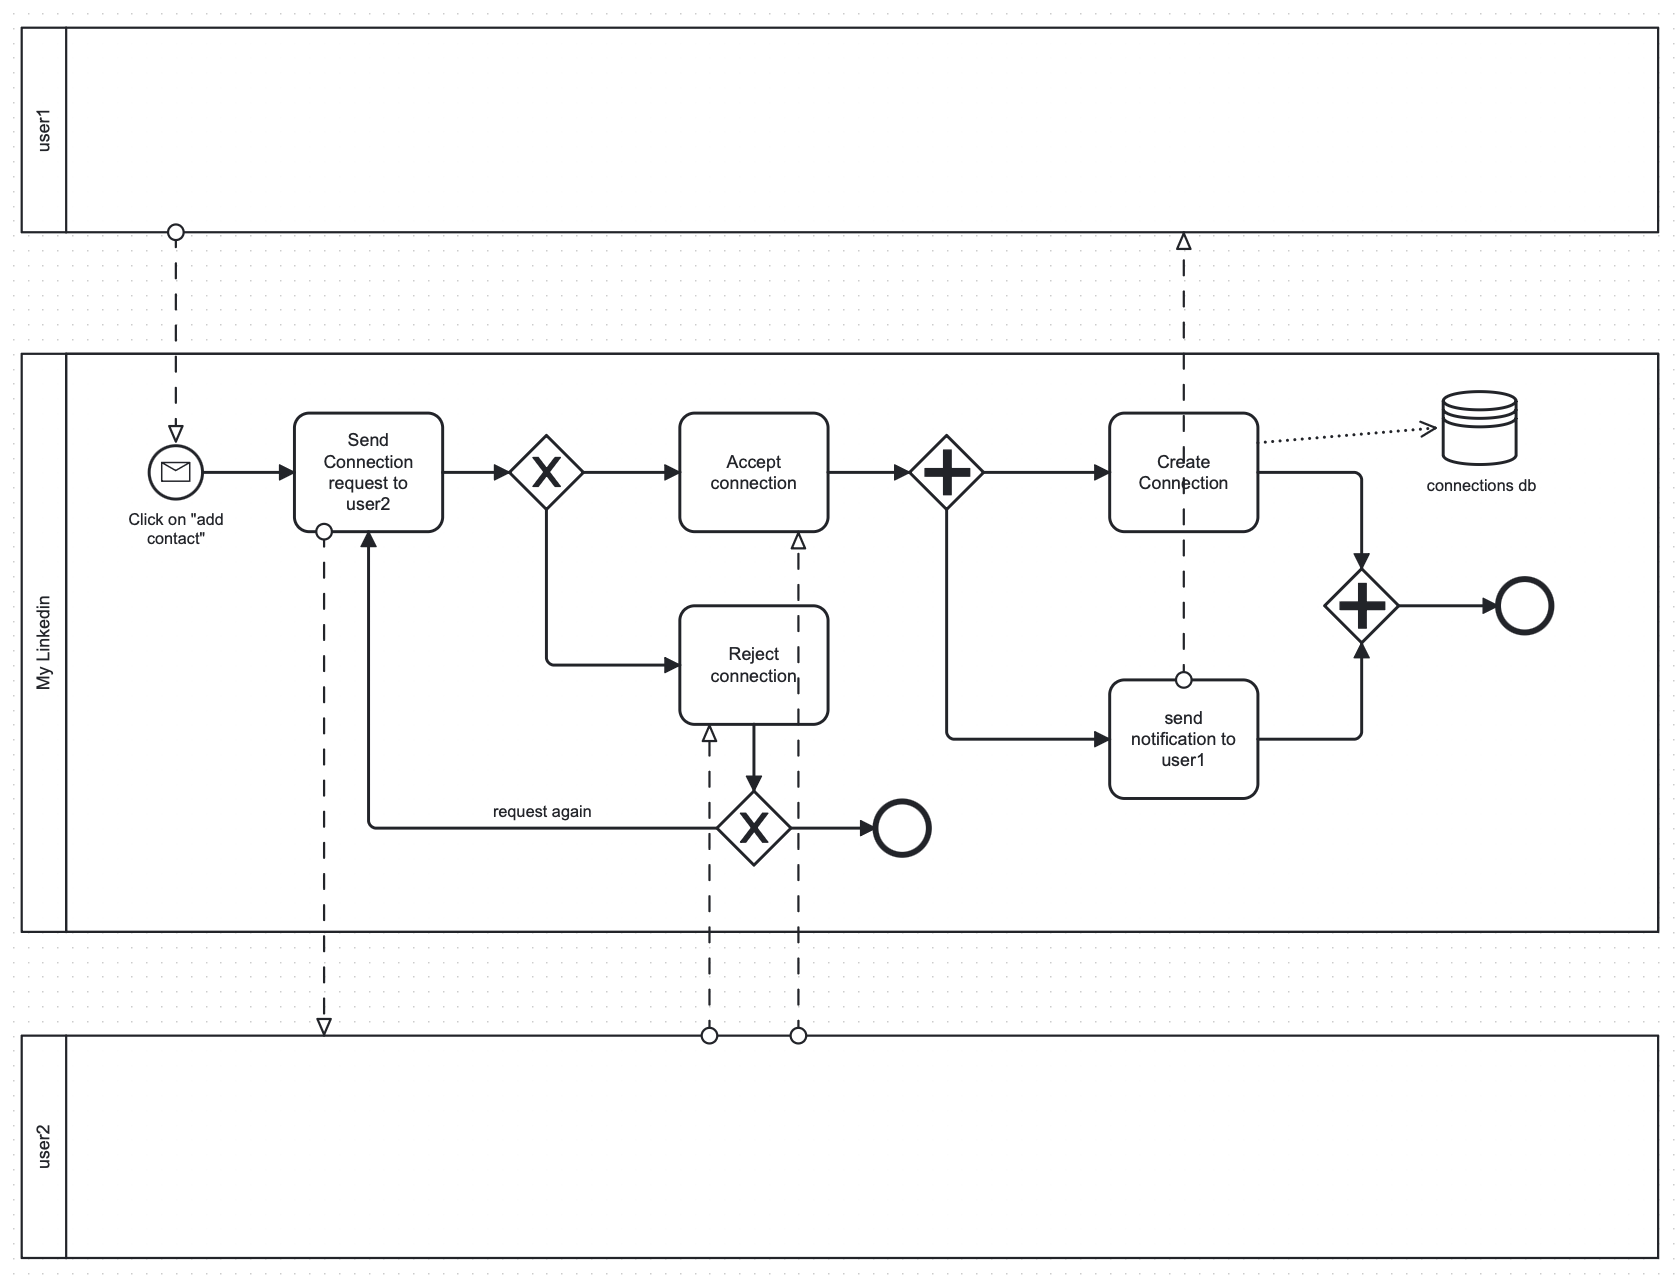 user1
My Linkedin
Click on "add
contact"
Send
Connection
request to
user2
X
Accept
connection
Reject
connection
X
request again
Create
Connection
send
notification to
user1
connections db
user2